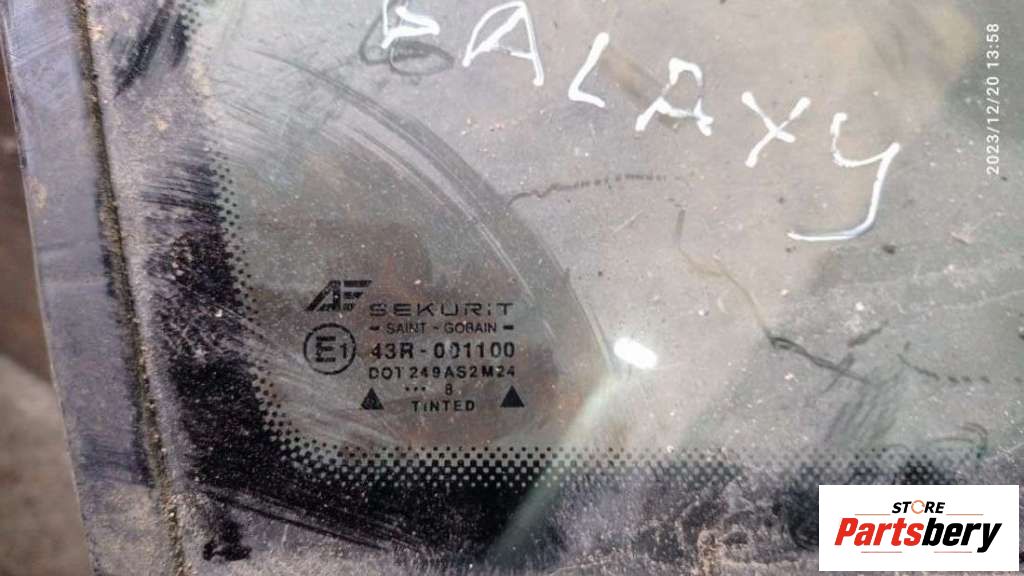 GALAXY
2023/12/20 13:58
AF SEKURIT
SAINT - GOBAIN
E1 43R-001100
DOT 249 AS2 M24
... 8
TINTED
STORE
Partsbery